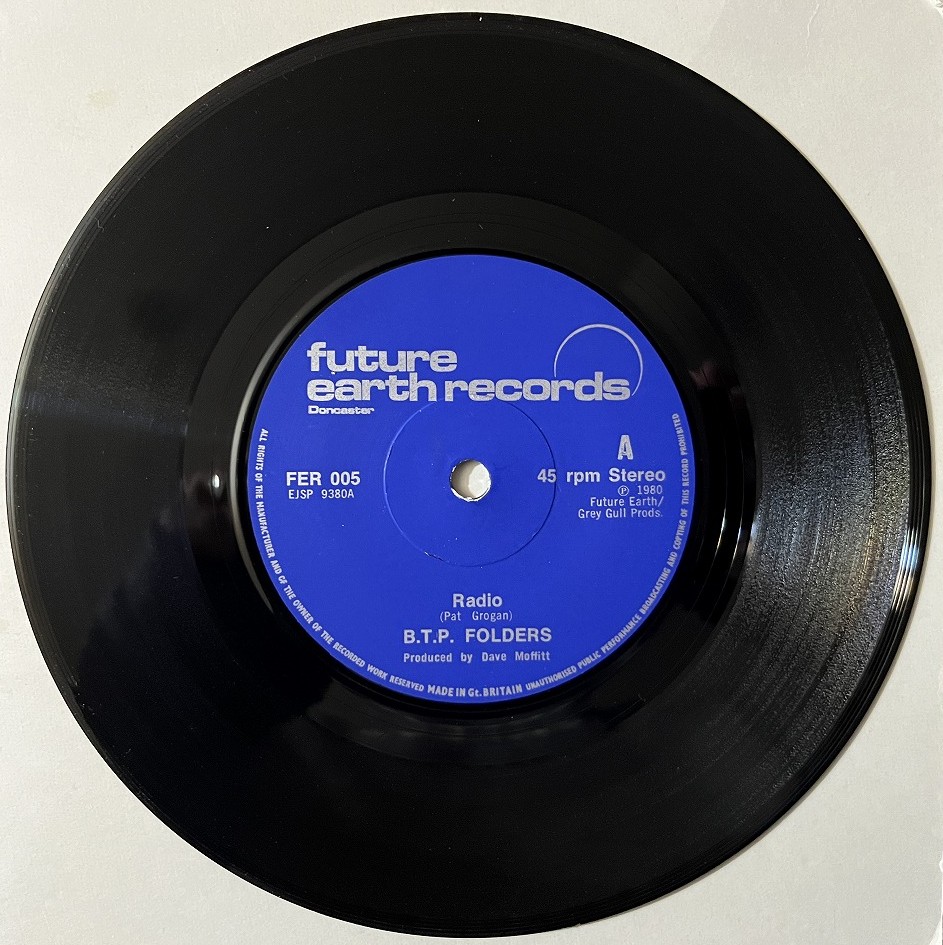 future
earth records
Doncaster
A
FER 005
45 rpm Stereo
EJSP 9380A
℗ 1980
Future Earth/
Grey Gull Prods.
Radio
(Pat Grogan)
B.T.P. FOLDERS
Produced by Dave Moffitt
ALL RIGHTS OF THE MANUFACTURER AND OF THE OWNER OF THE RECORDED WORK RESERVED MADE IN Gt. BRITAIN UNAUTHORISED PUBLIC PERFORMANCE BROADCASTING AND COPYING OF THIS RECORD PROHIBITED